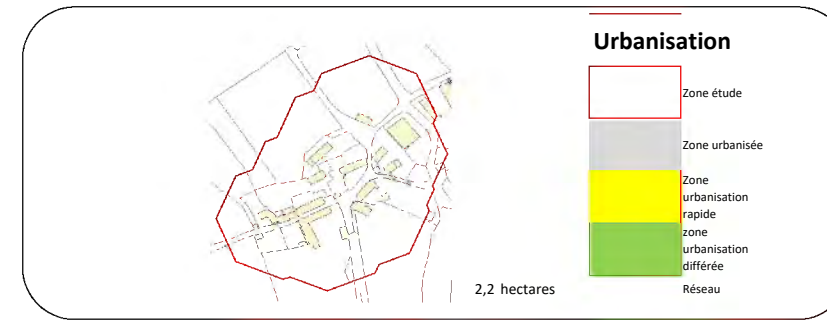 Urbanisation
Zone étude
Zone urbanisée
Zone
urbanisation
rapide
zone
urbanisation
différée
2,2 hectares
Réseau